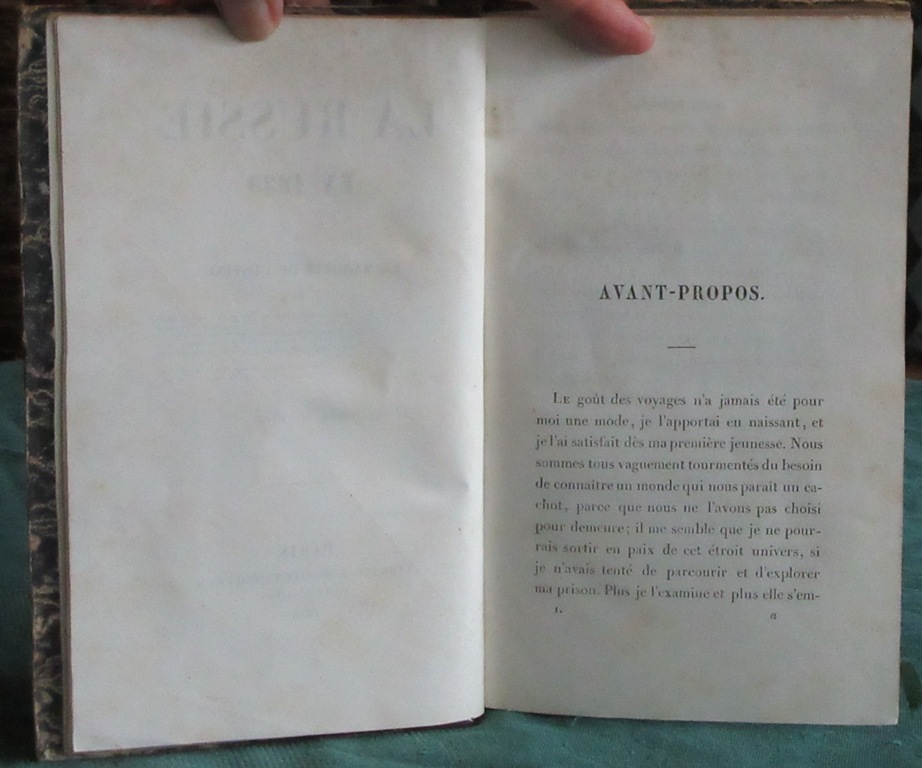 LA RUSSIE
EN 1839
AVANT-PROPOS.
LE goût des voyages n'a jamais été pour
moi une mode, je l'apportai en naissant, et
je l'ai satisfait dès ma première jeunesse. Nous
sommes tous vaguement tourmentés du besoin
de connaître un monde qui nous paraît un ca-
chot, parce que nous ne l'avons pas choisi
pour demeure; il me semble que je ne pour-
rais sortir en paix de cet étroit univers, si
je n'avais tenté de parcourir et d'explorer
ma prison. Plus je l'examine et plus elle s'em-
I. a